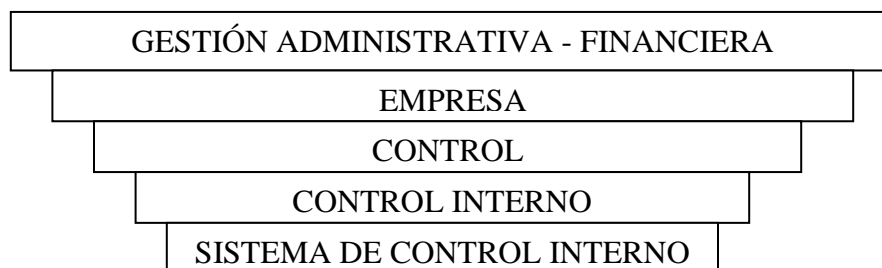 GESTIÓN ADMINISTRATIVA - FINANCIERA
EMPRESA
CONTROL
CONTROL INTERNO
SISTEMA DE CONTROL INTERNO